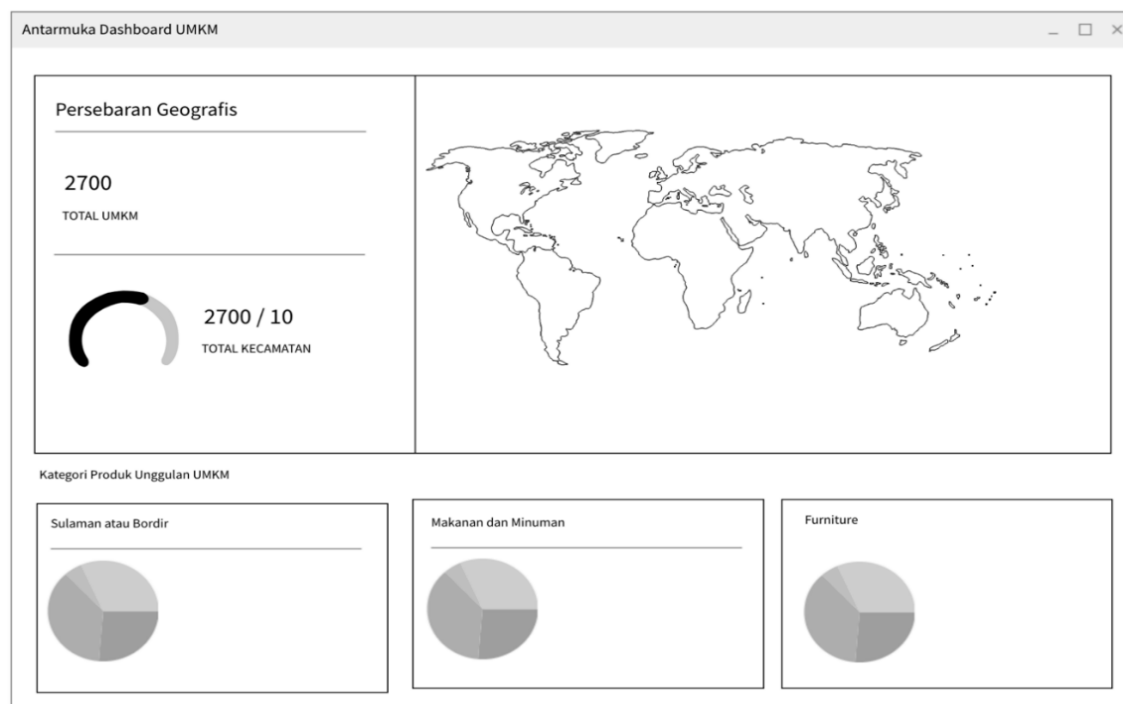 Antarmuka Dashboard UMKM
Persebaran Geografis
2700
TOTAL UMKM
2700 / 10
TOTAL KECAMATAN
Kategori Produk Unggulan UMKM
Sulaman atau Bordir
Makanan dan Minuman
Furniture